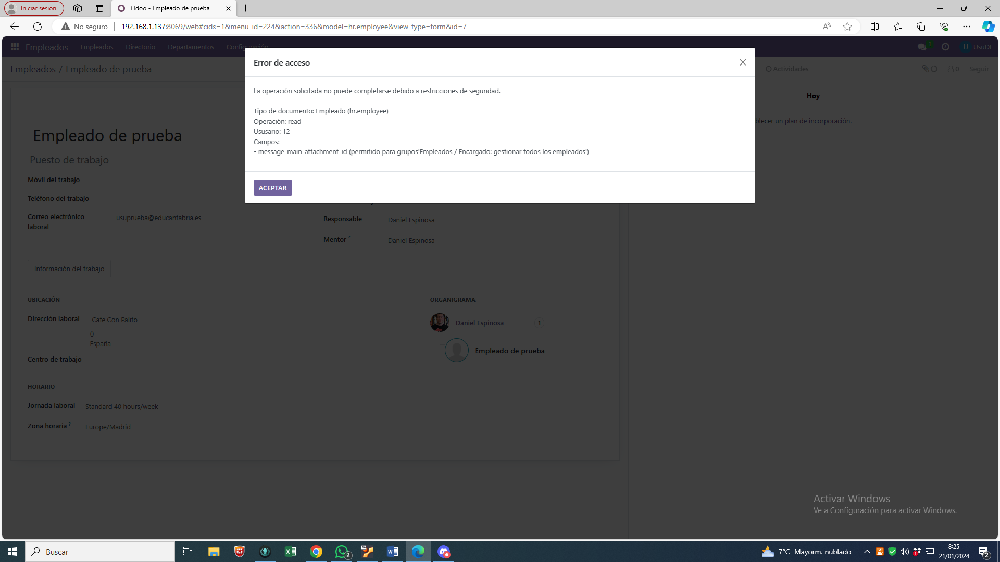 Iniciar sesión
Odoo - Empleado de prueba
No seguro
192.168.1.137:8069/web#cids=1&menu_id=224&action=336&model=hr.employee&view_type=form&id=7
Empleados
Empleados
Directorio
Departamentos
Configuración
1
U
UsuDE
Empleados / Empleado de prueba
Actividades
0
Seguir
Error de acceso
La operación solicitada no puede completarse debido a restricciones de seguridad.
Tipo de documento: Empleado (hr.employee)
Operación: read
Ususario: 12
Campos:
- message_main_attachment_id (permitido para grupos'Empleados / Encargado: gestionar todos los empleados')
ACEPTAR
Hoy
blecer un plan de incorporación.
Empleado de prueba
Puesto de trabajo
Móvil del trabajo
Teléfono del trabajo
Correo electrónico laboral
usuprueba@educantabria.es
Responsable
Daniel Espinosa
Mentor ?
Daniel Espinosa
Información del trabajo
UBICACIÓN
Dirección laboral
Cafe Con Palito
()
España
Centro de trabajo
HORARIO
Jornada laboral
Standard 40 hours/week
Zona horaria ?
Europe/Madrid
ORGANIGRAMA
Daniel Espinosa
1
Empleado de prueba
Activar Windows
Ve a Configuración para activar Windows.
Buscar
2
7°C Mayorm. nublado
8:25
21/01/2024
2